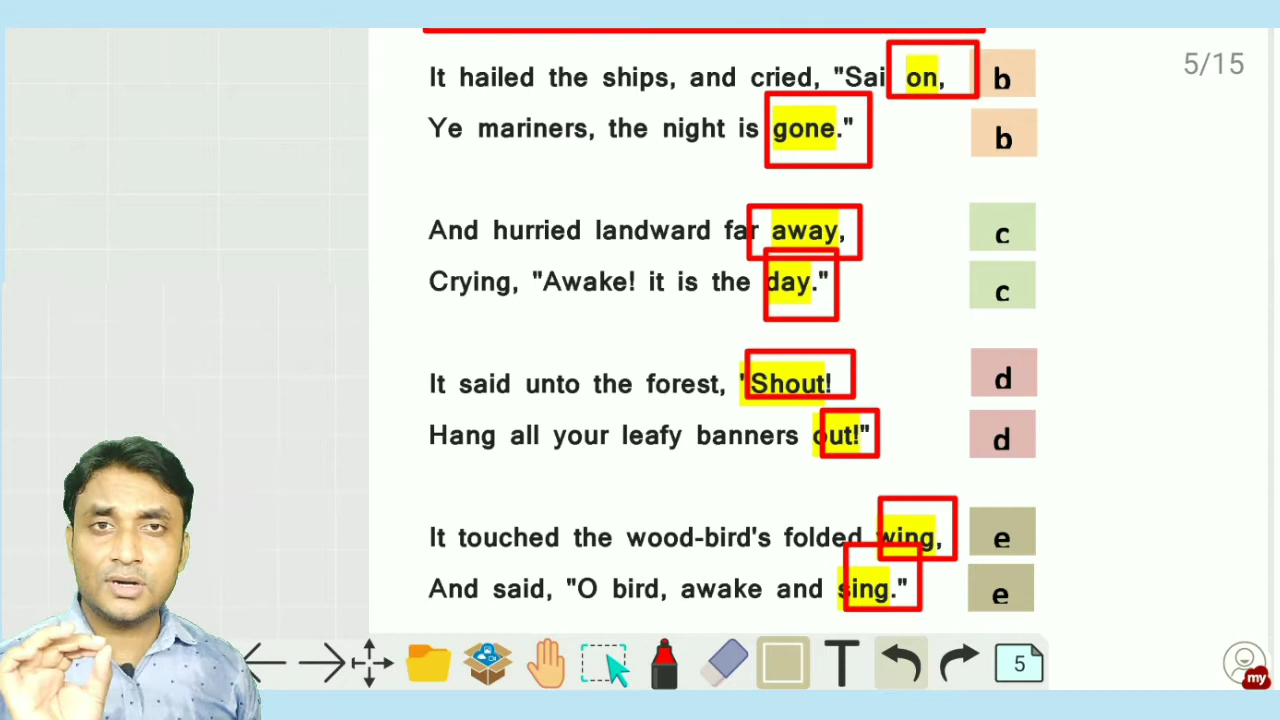 5/15
It hailed the ships, and cried, "Sai on, b
Ye mariners, the night is gone." b
And hurried landward far away, c
Crying, "Awake! it is the day." c
It said unto the forest, "Shout! d
Hang all your leafy banners out!" d
It touched the wood-bird's folded wing, e
And said, "O bird, awake and sing." e
T
5
my